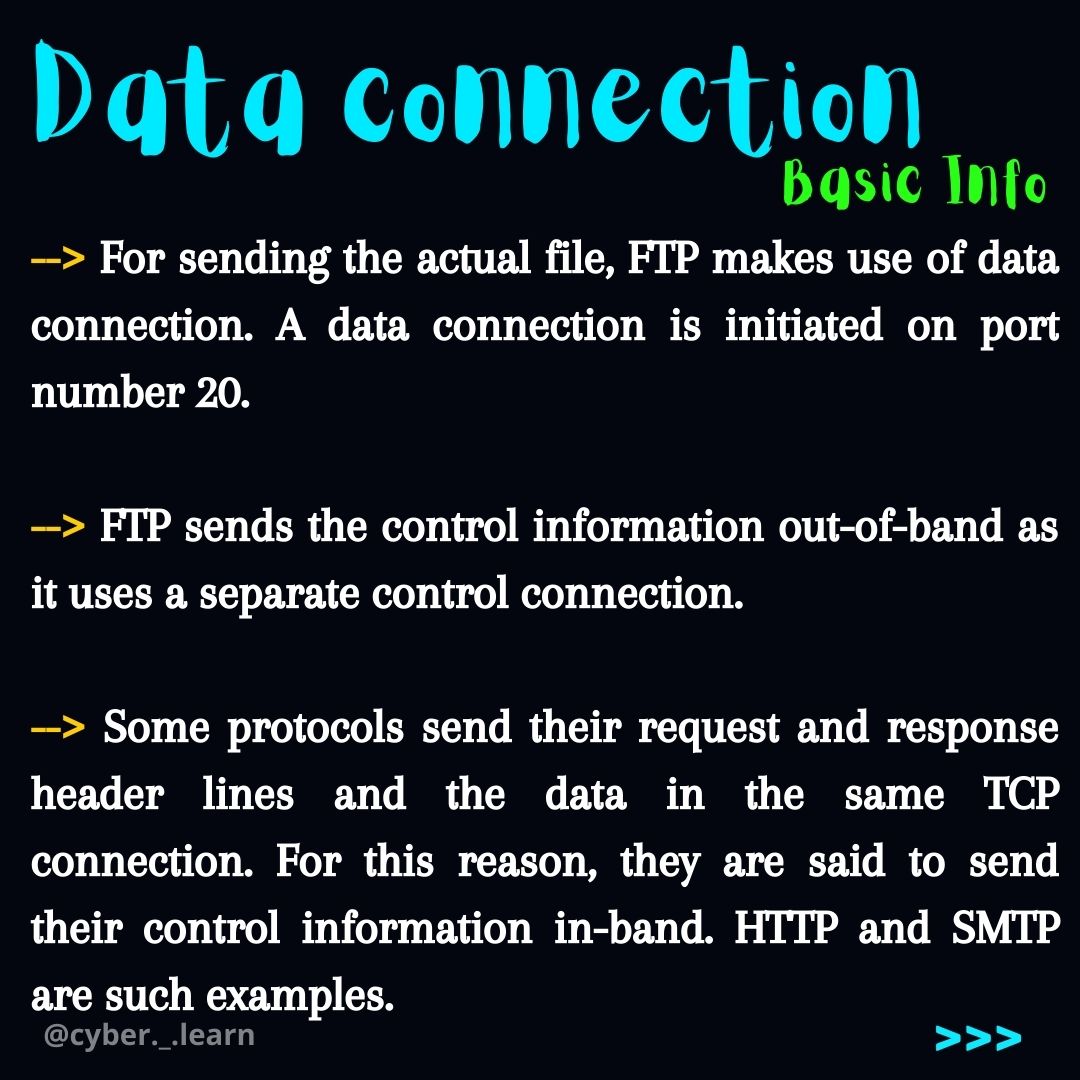 Data connection
Basic Info
--> For sending the actual file, FTP makes use of data
connection. A data connection is initiated on port
number 20.
--> FTP sends the control information out-of-band as
it uses a separate control connection.
--> Some protocols send their request and response
header lines and the data in the same TCP
connection. For this reason, they are said to send
their control information in-band. HTTP and SMTP
are such examples.
@cyber._.learn
>>>